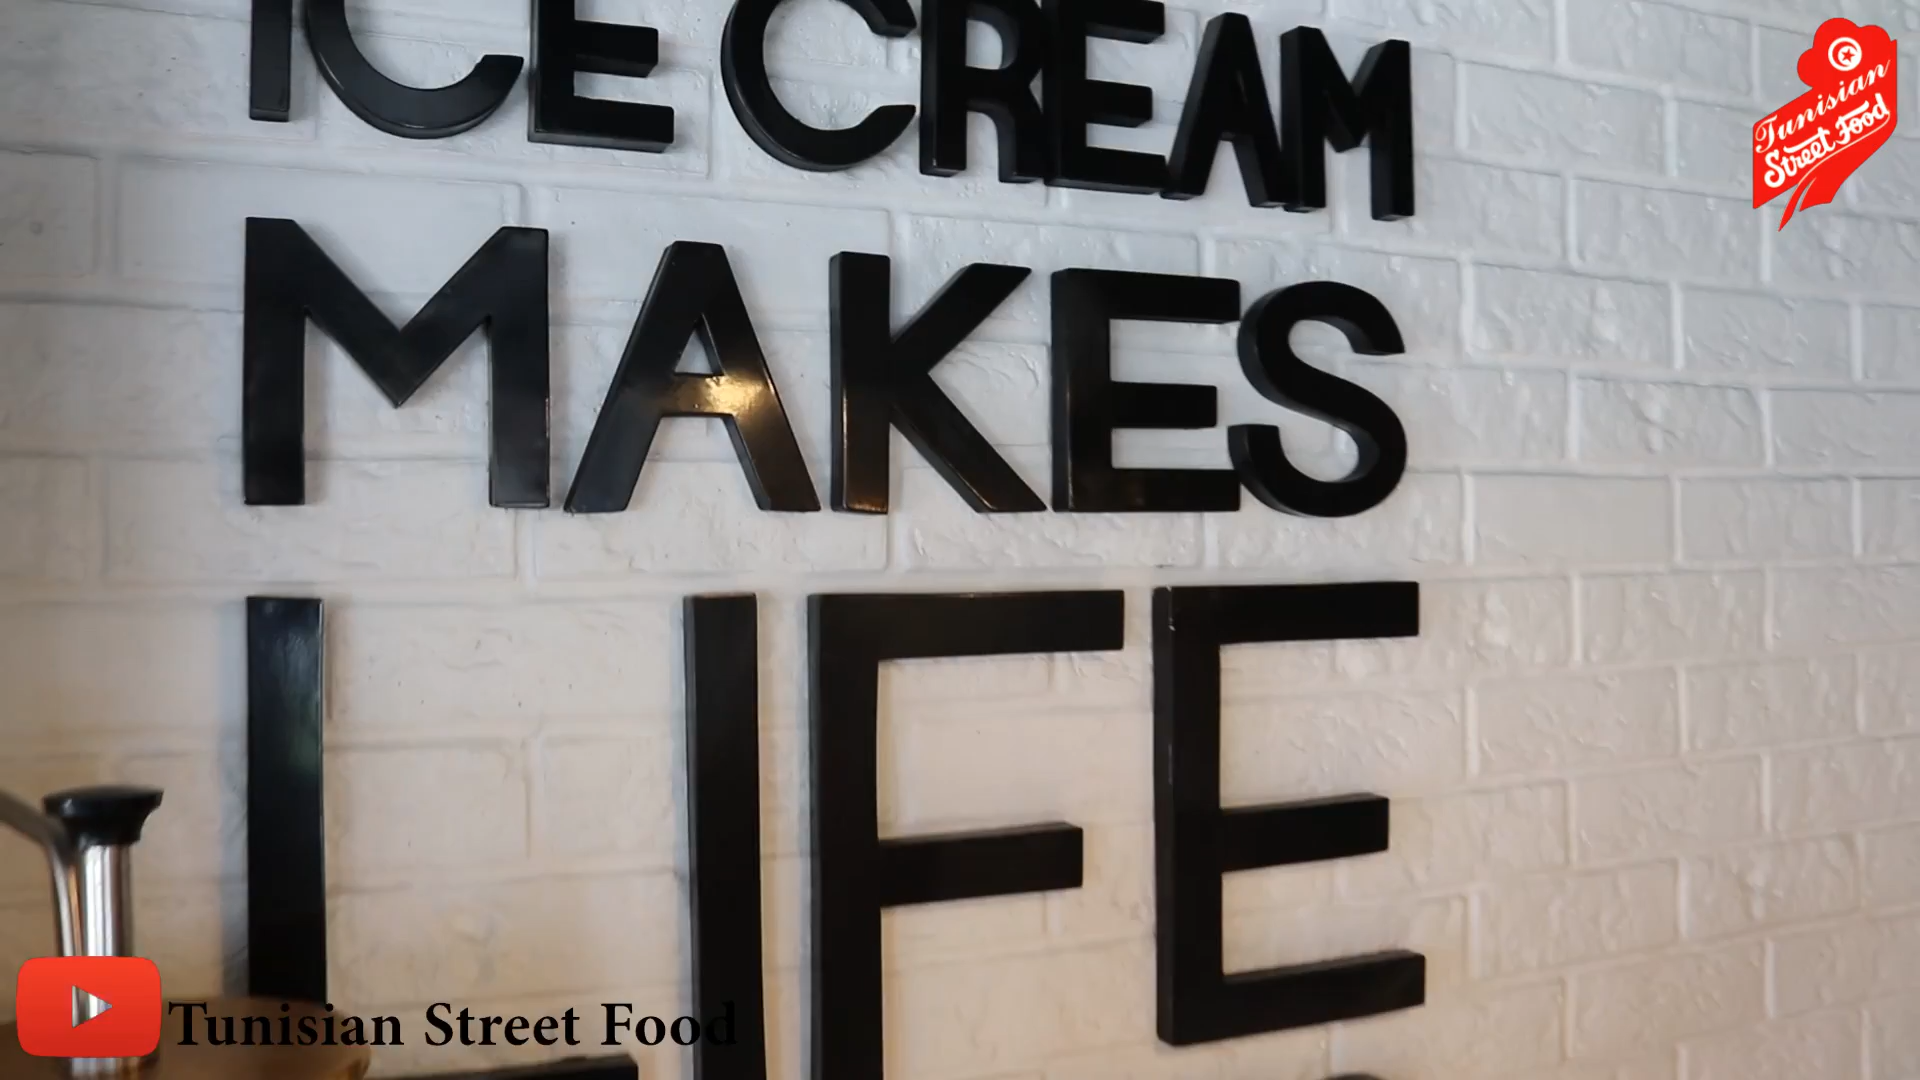 ICE CREAM
MAKES
LIFE
Tunisian
Street Food
Tunisian Street Food